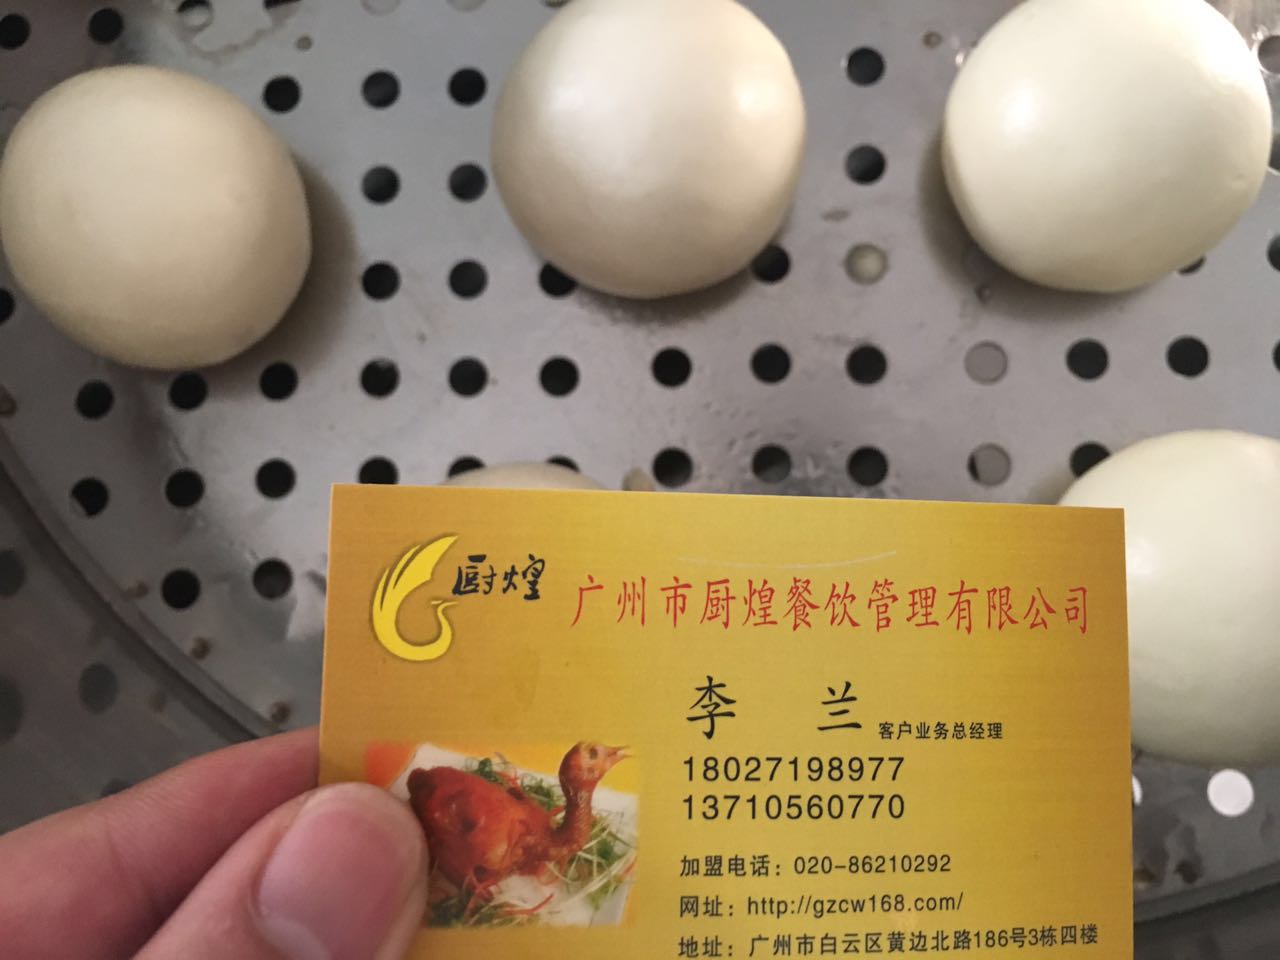 厨煌
广州市厨煌餐饮管理有限公司
李 兰 客户业务总经理
18027198977
13710560770
加盟电话：020-86210292
网址：http://gzcw168.com/
地址：广州市白云区黄边北路186号3栋四楼